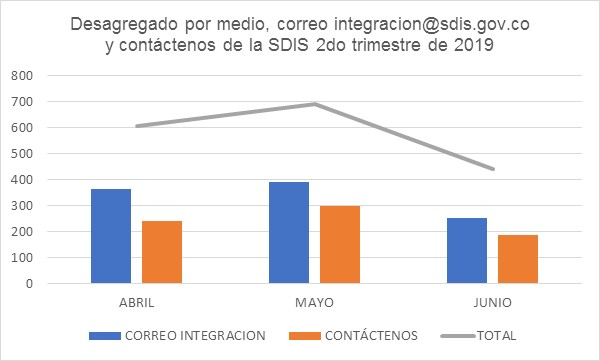 Desagregado por medio, correo integracion@sdis.gov.co
y contáctenos de la SDIS 2do trimestre de 2019
800
700
600
500
400
300
200
100
0
ABRIL MAYO JUNIO
CORREO INTEGRACION CONTÁCTENOS TOTAL